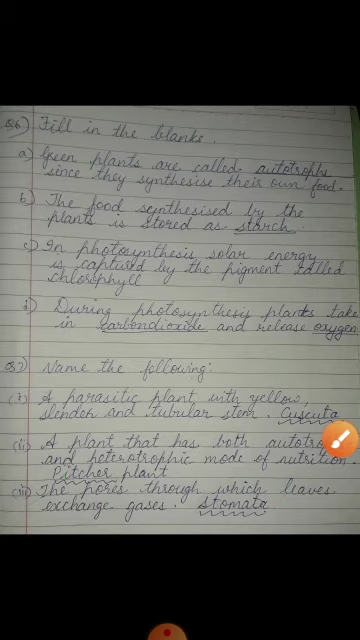 Q.6) Fill in the blanks.
a) Green plants are called autotrophs
since they synthesise their own food.
b) The food synthesised by the
plants is stored as starch.
c) In photosynthesis solar energy
is captured by the pigment called
chlorophyll
d) During photosynthesis plants take
in carbondioxide and release oxygen
Q.7) Name the following:
(i) A parasitic plant with yellow,
slender and tubular stem. Cuscuta
(ii) A plant that has both
and heterotrophic mode of nutrition.
Pitcher plant
(iii) The pores through which leaves
exchange gases. Stomata